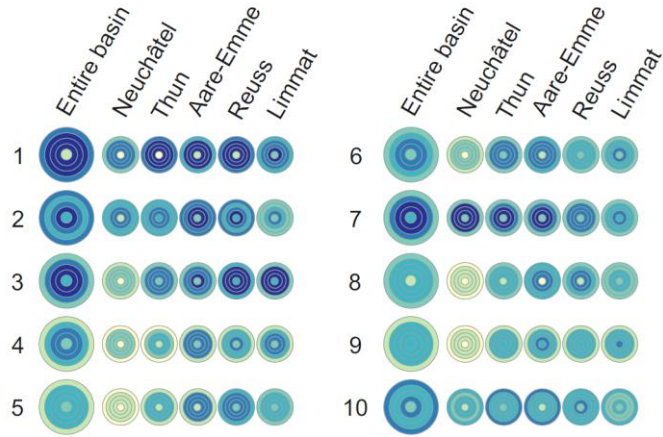 Entire basin
Neuchâtel
Thun
Aare-Emme
Reuss
Limmat
1
2
3
4
5
Entire basin
Neuchâtel
Thun
Aare-Emme
Reuss
Limmat
6
7
8
9
10